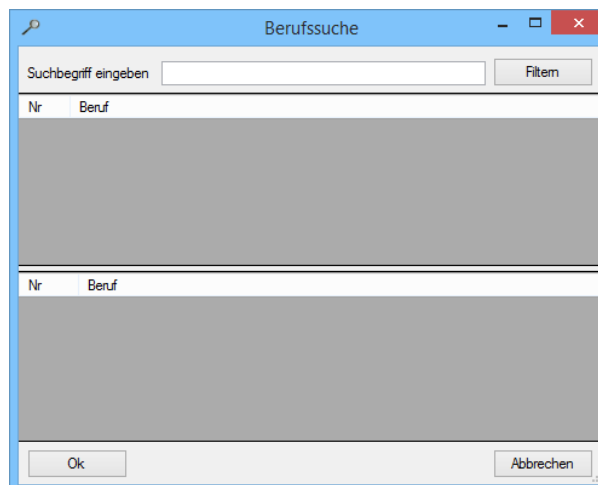 Berufssuche
Suchbegriff eingeben Filtern
Nr Beruf
Nr Beruf
Ok Abbrechen